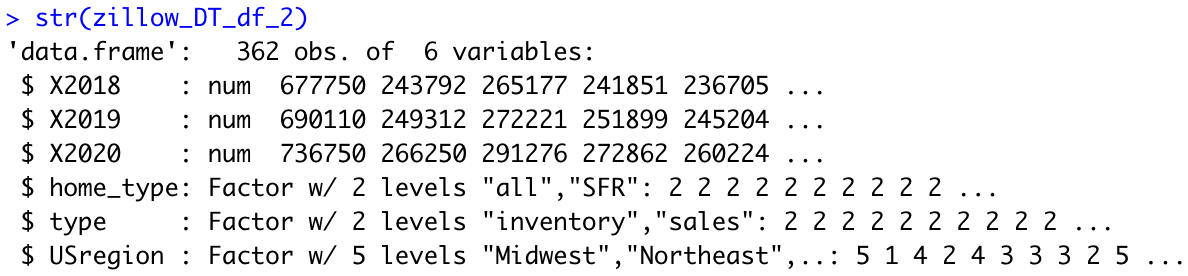 > str(zillow_DT_df_2)
'data.frame':   362 obs. of  6 variables:
 $ X2018    : num  677750 243792 265177 241851 236705 ...
 $ X2019    : num  690110 249312 272221 251899 245204 ...
 $ X2020    : num  736750 266250 291276 272862 260224 ...
 $ home_type: Factor w/ 2 levels "all","SFR": 2 2 2 2 2 2 2 2 2 2 ...
 $ type     : Factor w/ 2 levels "inventory","sales": 2 2 2 2 2 2 2 2 2 2 ...
 $ USregion : Factor w/ 5 levels "Midwest","Northeast",..: 5 1 4 2 4 3 3 3 2 5 ...